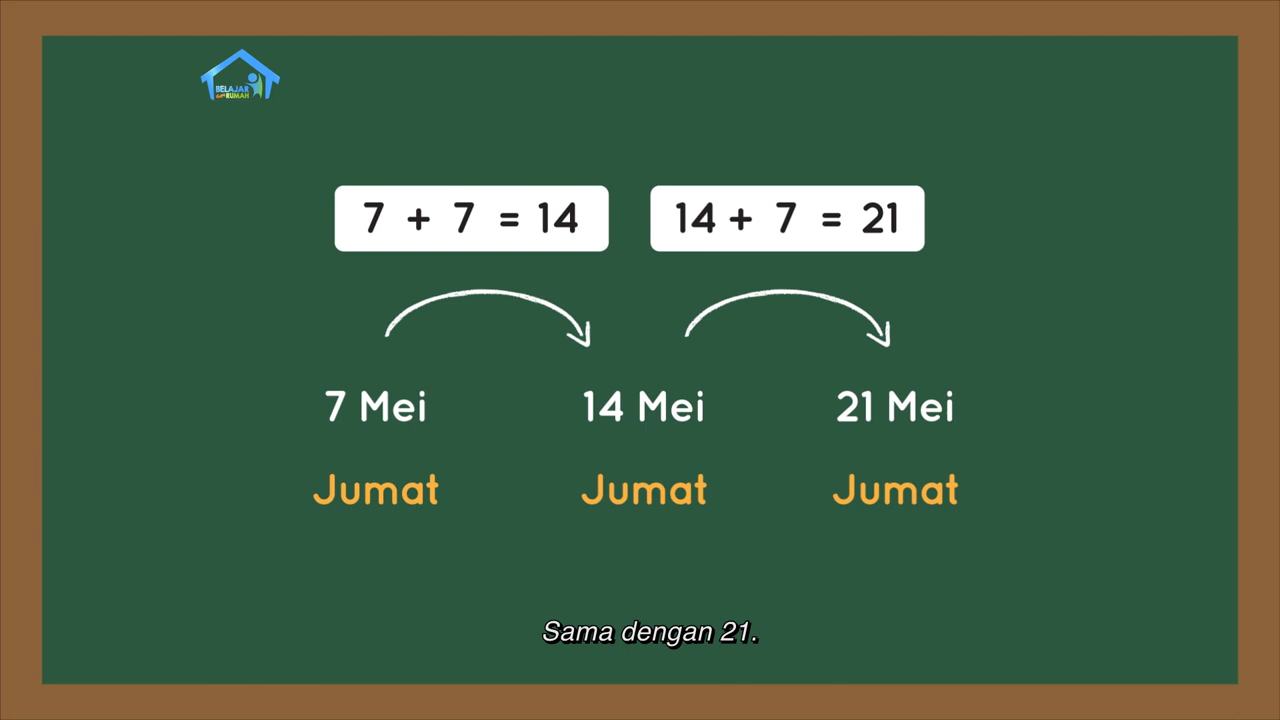 BELAJAR
dari RUMAH
7 + 7 = 14
14 + 7 = 21
7 Mei
14 Mei
21 Mei
Jumat
Jumat
Jumat
Sama dengan 21.